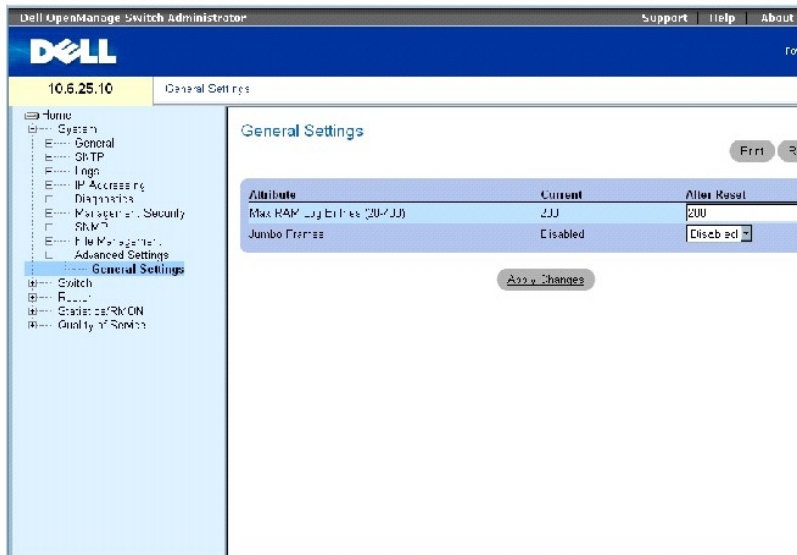 Dell OpenManage Switch Administrator
Support | Help | About
DELL
10.6.25.10
General Settings
Home
System
General
SNTP
Logs
IP Addressing
Diagnostics
Management Security
SNMP
File Management
Advanced Settings
General Settings
Switch
Router
Statistics/RMON
Quality of Service
General Settings
Print
Attribute Current After Reset
Max RAM Log Entries (20-400) 200 200
Jumbo Frames Disabled Disabled
Apply Changes